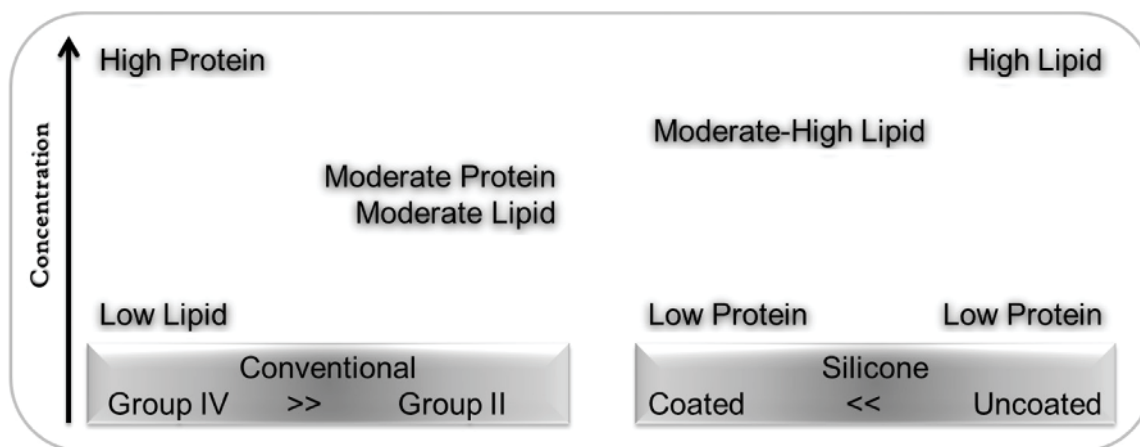 Concentration
High Protein
High Lipid
Moderate-High Lipid
Moderate Protein
Moderate Lipid
Low Lipid
Low Protein
Low Protein
Conventional
Group IV >> Group II
Silicone
Coated << Uncoated